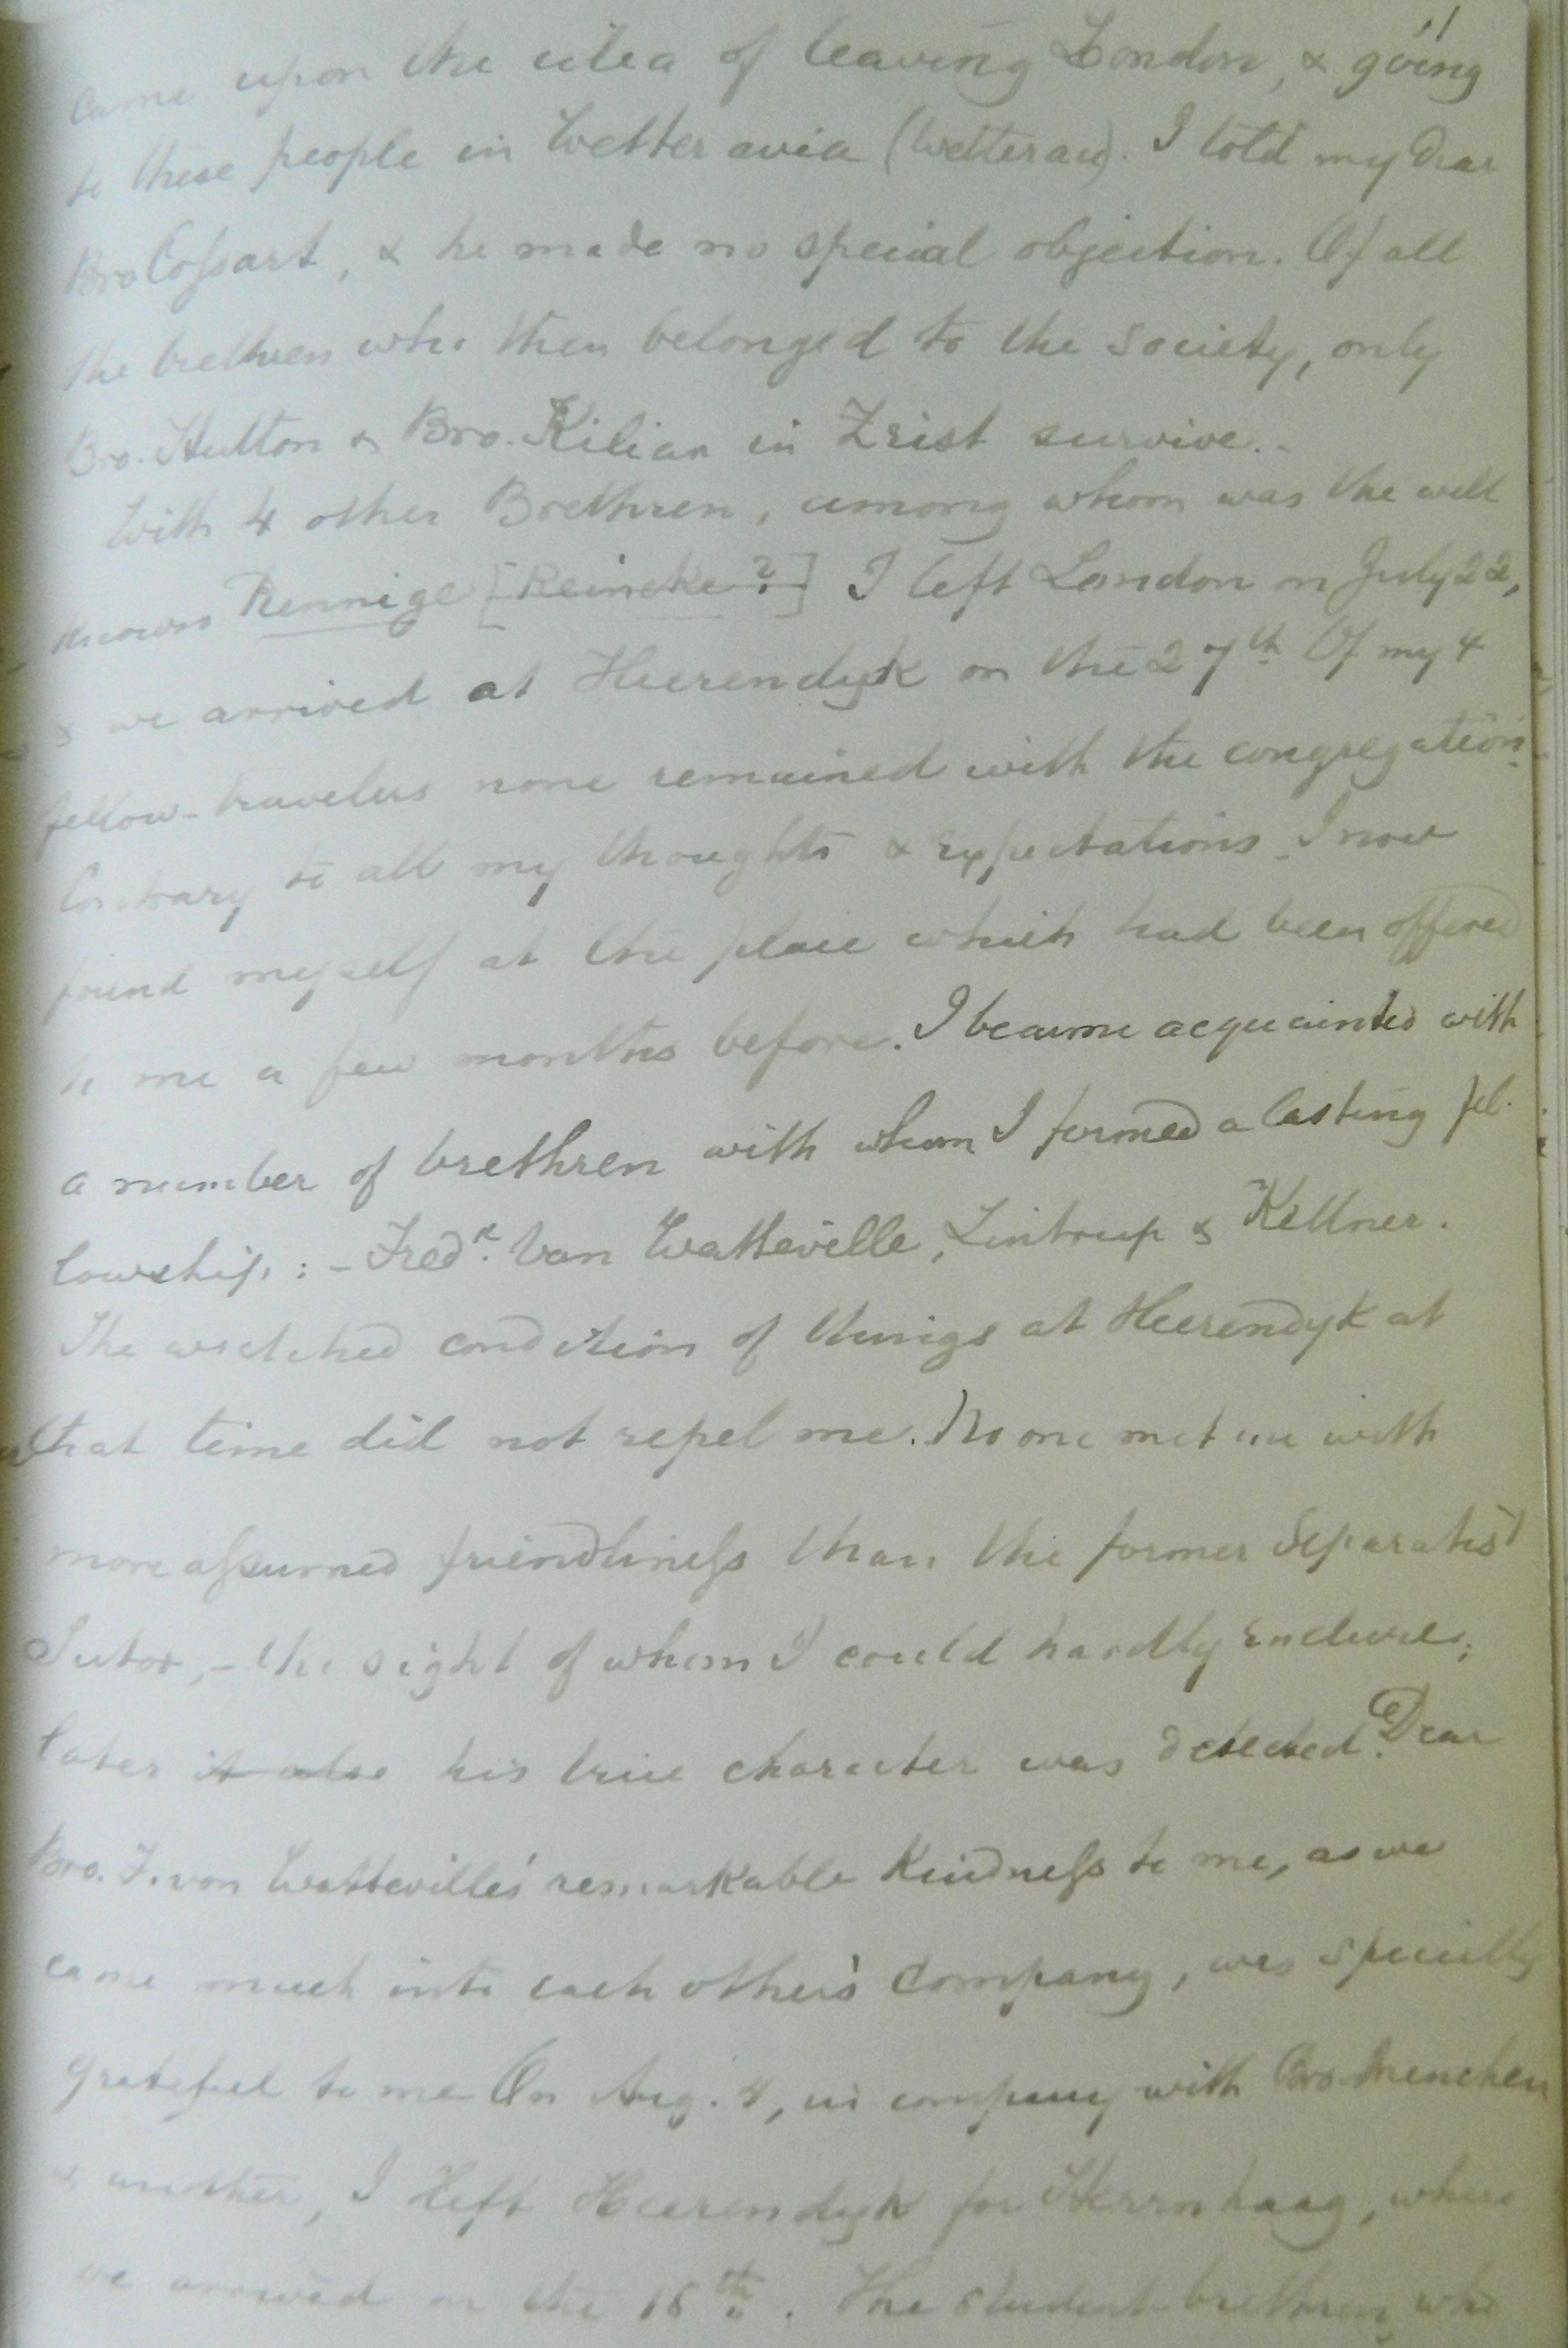 came upon the idea of leaving London, & going
to these people in Wetteravia (Wetterau). I told my dear
Bro Coſsart, & he made no special objection. Of all
the brethren who then belonged to the Society, only
Bro. Hutton & Bro. Kilian in Zeist survive.
With 4 other Brethren, among whom was the well
known Rennige [Reincke?] I left London on July 22,
& we arrived at Heerendyk on the 27th. Of my 4
fellow-travelers none remained with the congregation.
Contrary to all my thoughts & expectations I now
found myself at the place which had been offered
to me a few months before. I became acquainted with
a number of brethren with whom I formed a lasting fel-
lowship: - Fredk. Von Watteville, Lintrup & Kellner.
The wretched condition of things at Heerendyk at
that time did not repel me. No one met me with
more aſsumed friendlineſs than the former Separatist
Sutor, - the sight of whom I could hardly endure;
later it also his true character was detected. Dear
Bro. F. von Watteville's remarkable kindneſs to me, as we
came much into each other's company, was specially
grateful to me On Aug. 4, in company with Bro
& another, I left Heerendyk for Herrnhaag, where
we arrived on the 15th. The student-brethren, who